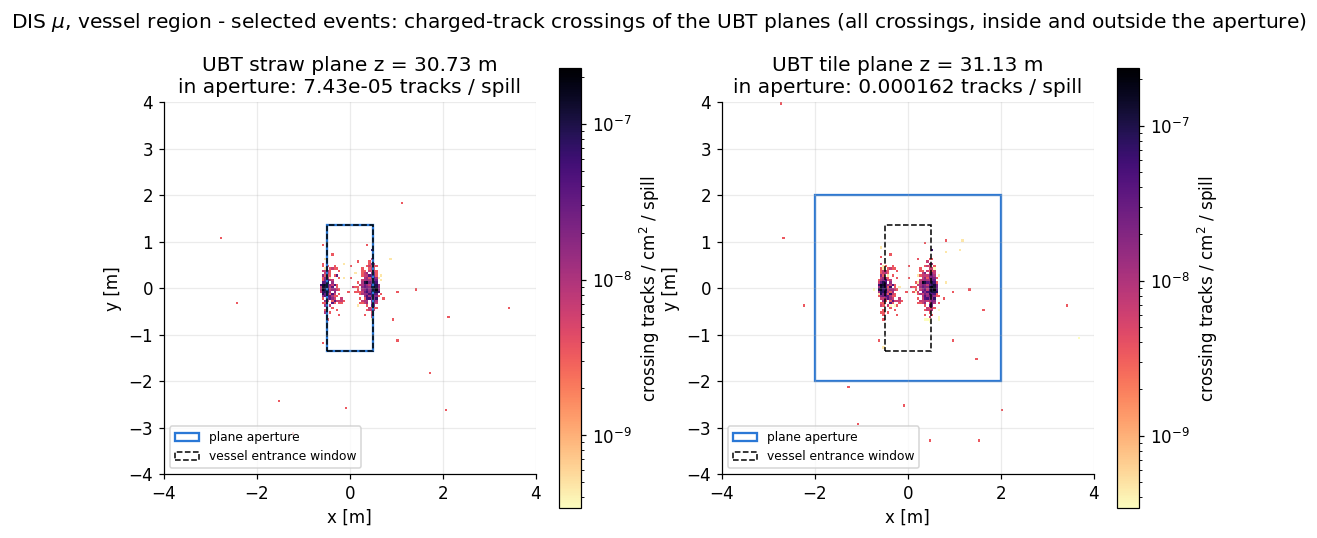 DIS μ, vessel region - selected events: charged-track crossings of the UBT planes (all crossings, inside and outside the aperture)
UBT straw plane z = 30.73 m
in aperture: 7.43e-05 tracks / spill
4
3
2
1
0
−1
−2
−3
−4
y [m]
−4
−2
0
2
4
x [m]
plane aperture
vessel entrance window
10⁻⁷
10⁻⁸
10⁻⁹
crossing tracks / cm² / spill
UBT tile plane z = 31.13 m
in aperture: 0.000162 tracks / spill
4
3
2
1
0
−1
−2
−3
−4
y [m]
−4
−2
0
2
4
x [m]
plane aperture
vessel entrance window
10⁻⁷
10⁻⁸
10⁻⁹
crossing tracks / cm² / spill